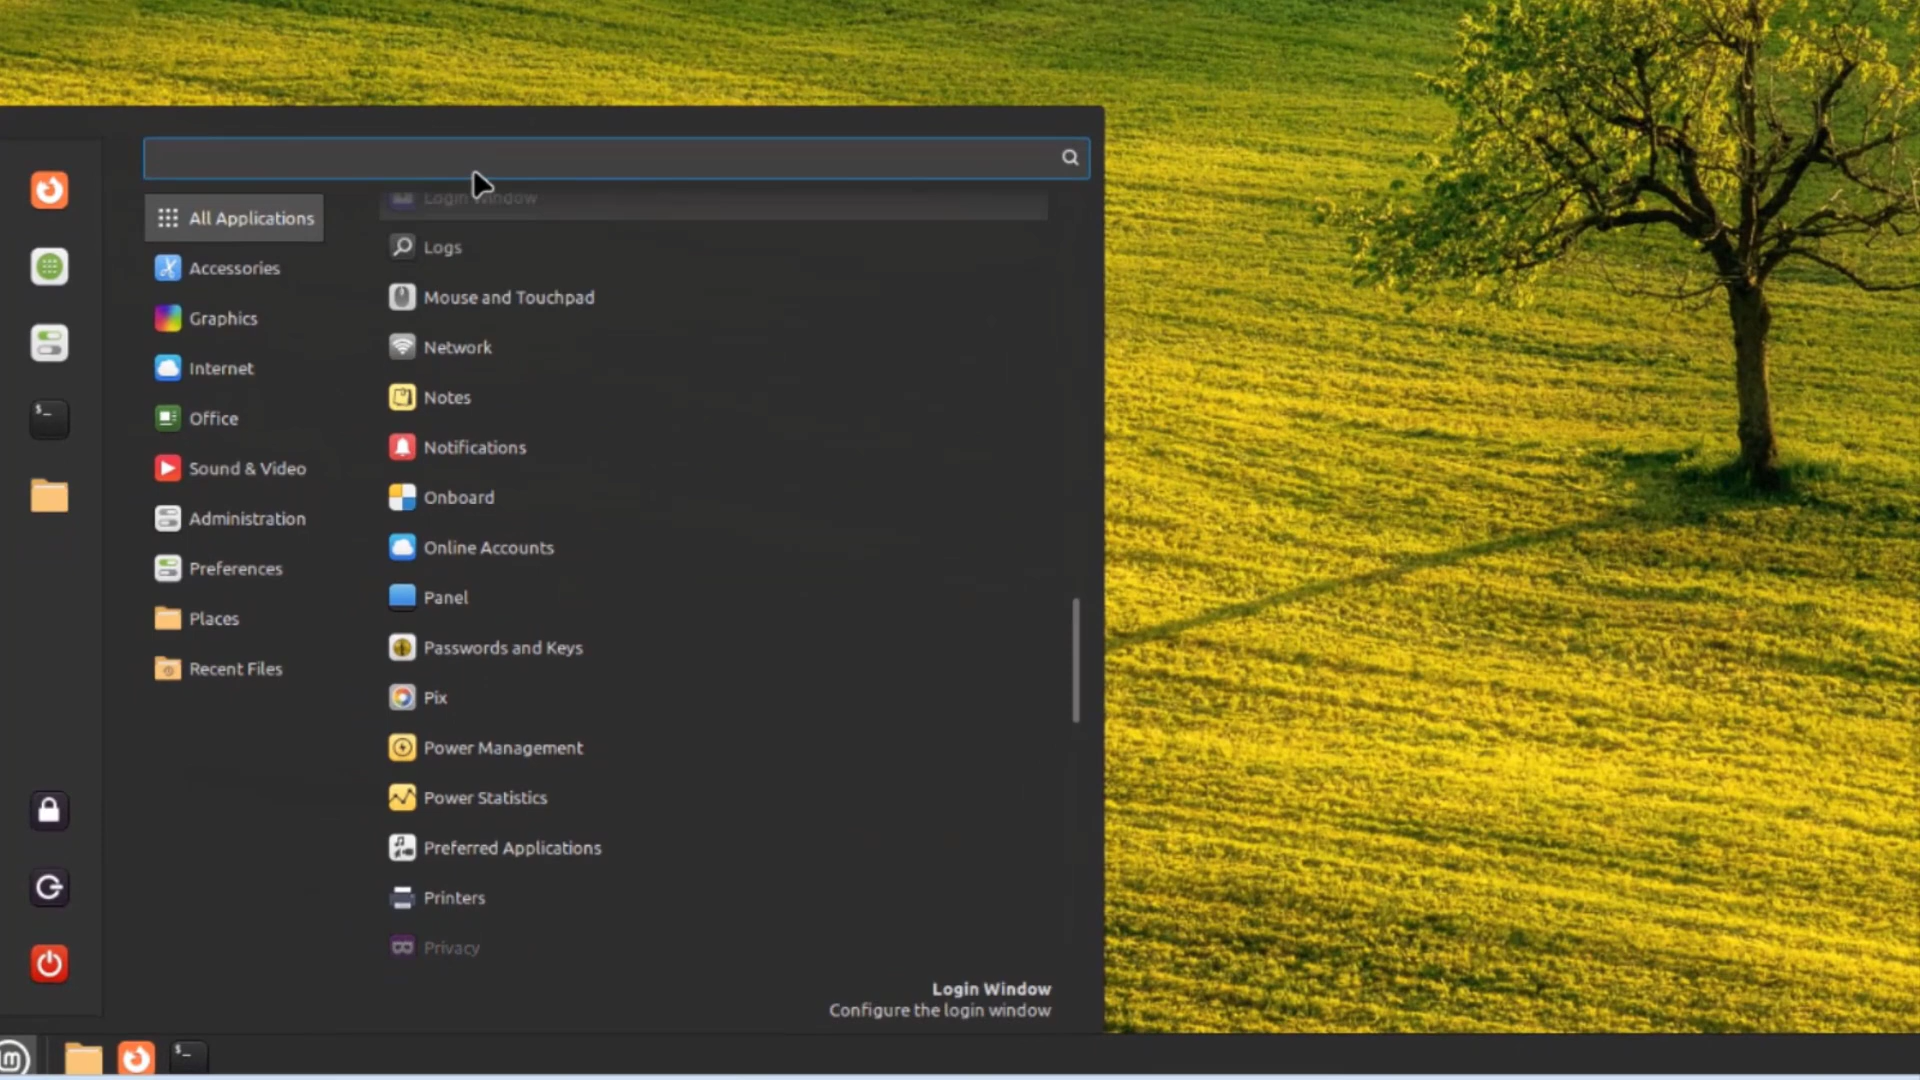 Login Window
All Applications
Accessories
Graphics
Internet
Office
Sound & Video
Administration
Preferences
Places
Recent Files
Logs
Mouse and Touchpad
Network
Notes
Notifications
Onboard
Online Accounts
Panel
Passwords and Keys
Pix
Power Management
Power Statistics
Preferred Applications
Printers
Privacy
Login Window
Configure the login window